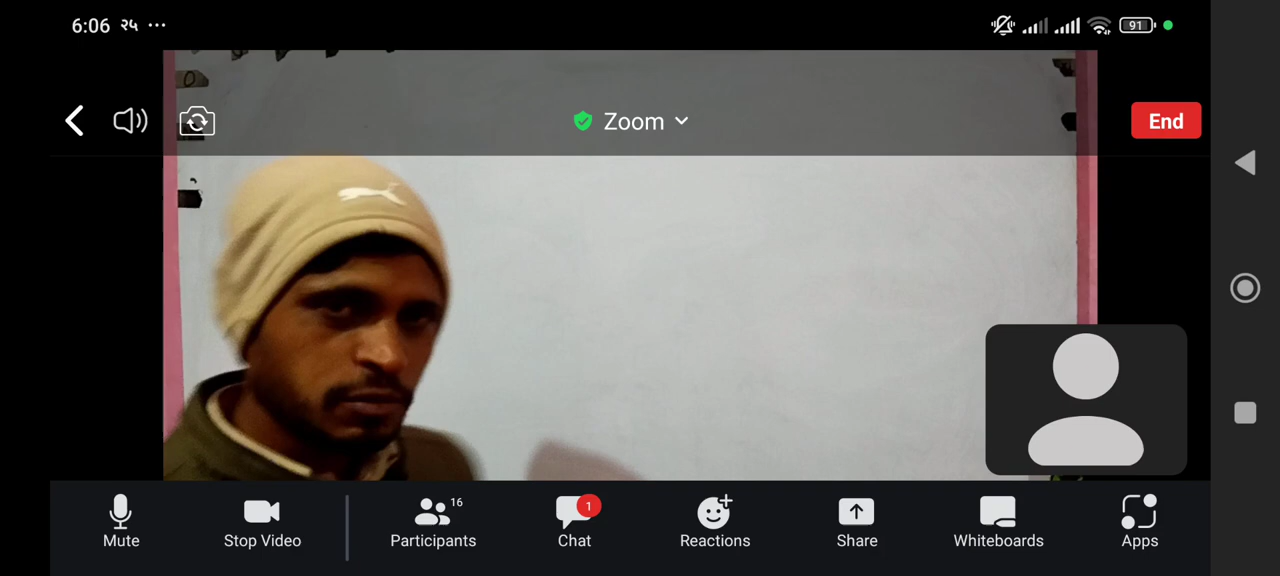 6:06 २५ ...
91
Zoom
End
16
1
Mute
Stop Video
Participants
Chat
Reactions
Share
Whiteboards
Apps